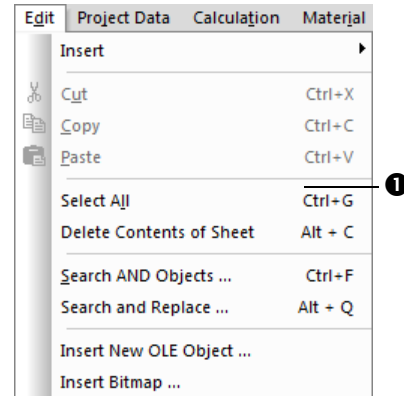 Edit Project Data Calculation Material
Insert
Cut Ctrl+X
Copy Ctrl+C
Paste Ctrl+V
❶
Select All Ctrl+G
Delete Contents of Sheet Alt + C
Search AND Objects ... Ctrl+F
Search and Replace ... Alt + Q
Insert New OLE Object ...
Insert Bitmap ...